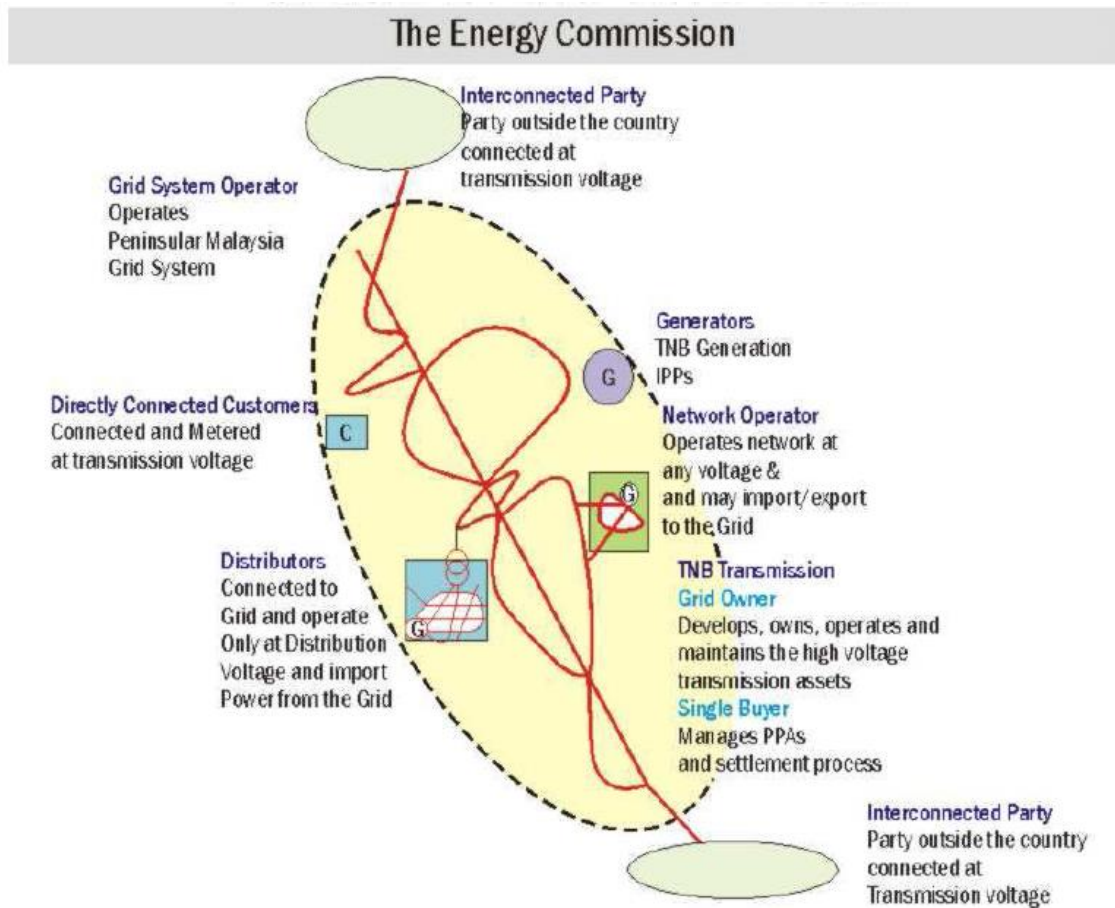 The Energy Commission
Interconnected Party
Party outside the country
connected at
transmission voltage
Grid System Operator
Operates
Peninsular Malaysia
Grid System
Generators
TNB Generation
IPPs
G
Directly Connected Customers
Connected and Metered
at transmission voltage
C
Network Operator
Operates network at
any voltage &
and may import/export
to the Grid
G
Distributors
Connected to
Grid and operate
Only at Distribution
Voltage and import
Power from the Grid
G
TNB Transmission
Grid Owner
Develops, owns, operates and
maintains the high voltage
transmission assets
Single Buyer
Manages PPAs
and settlement process
Interconnected Party
Party outside the country
connected at
Transmission voltage